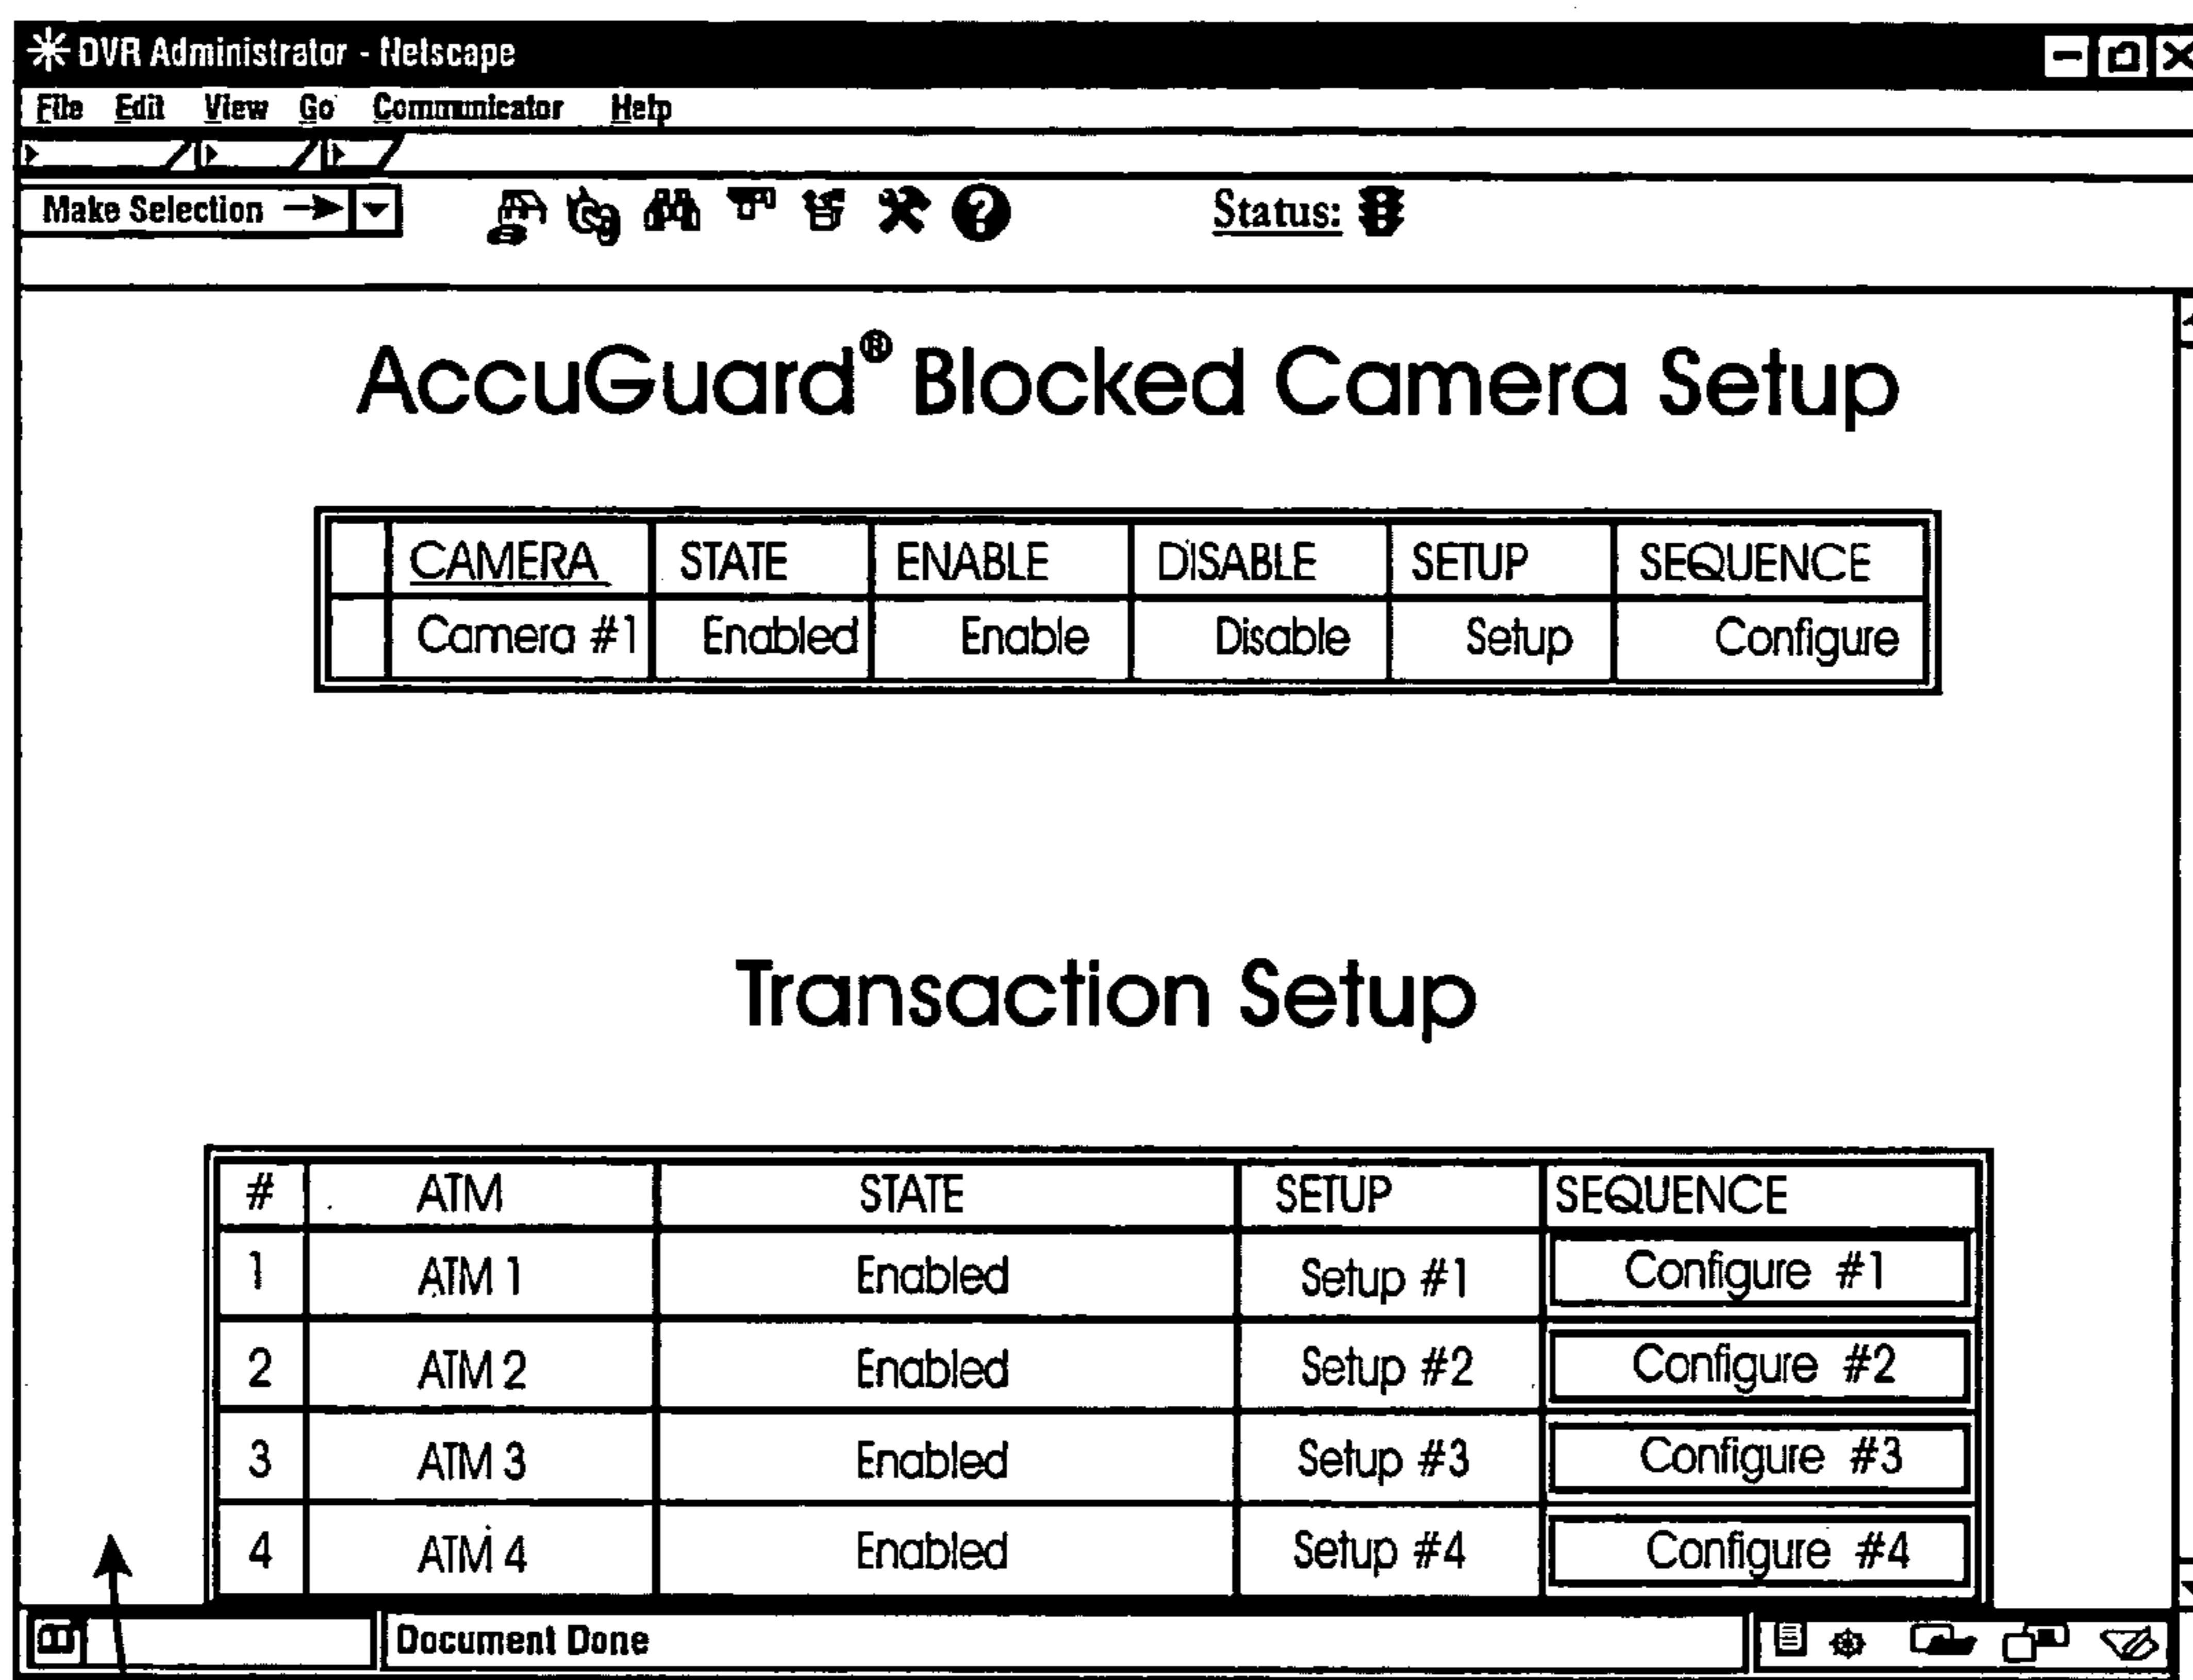 DVR Administrator - Netscape
File Edit View Go Communicator Help
Make Selection
Status:
AccuGuard® Blocked Camera Setup
CAMERA STATE ENABLE DISABLE SETUP SEQUENCE
Camera #1 Enabled Enable Disable Setup Configure
Transaction Setup
# ATM STATE SETUP SEQUENCE
1 ATM 1 Enabled Setup #1 Configure #1
2 ATM 2 Enabled Setup #2 Configure #2
3 ATM 3 Enabled Setup #3 Configure #3
4 ATM 4 Enabled Setup #4 Configure #4
Document Done